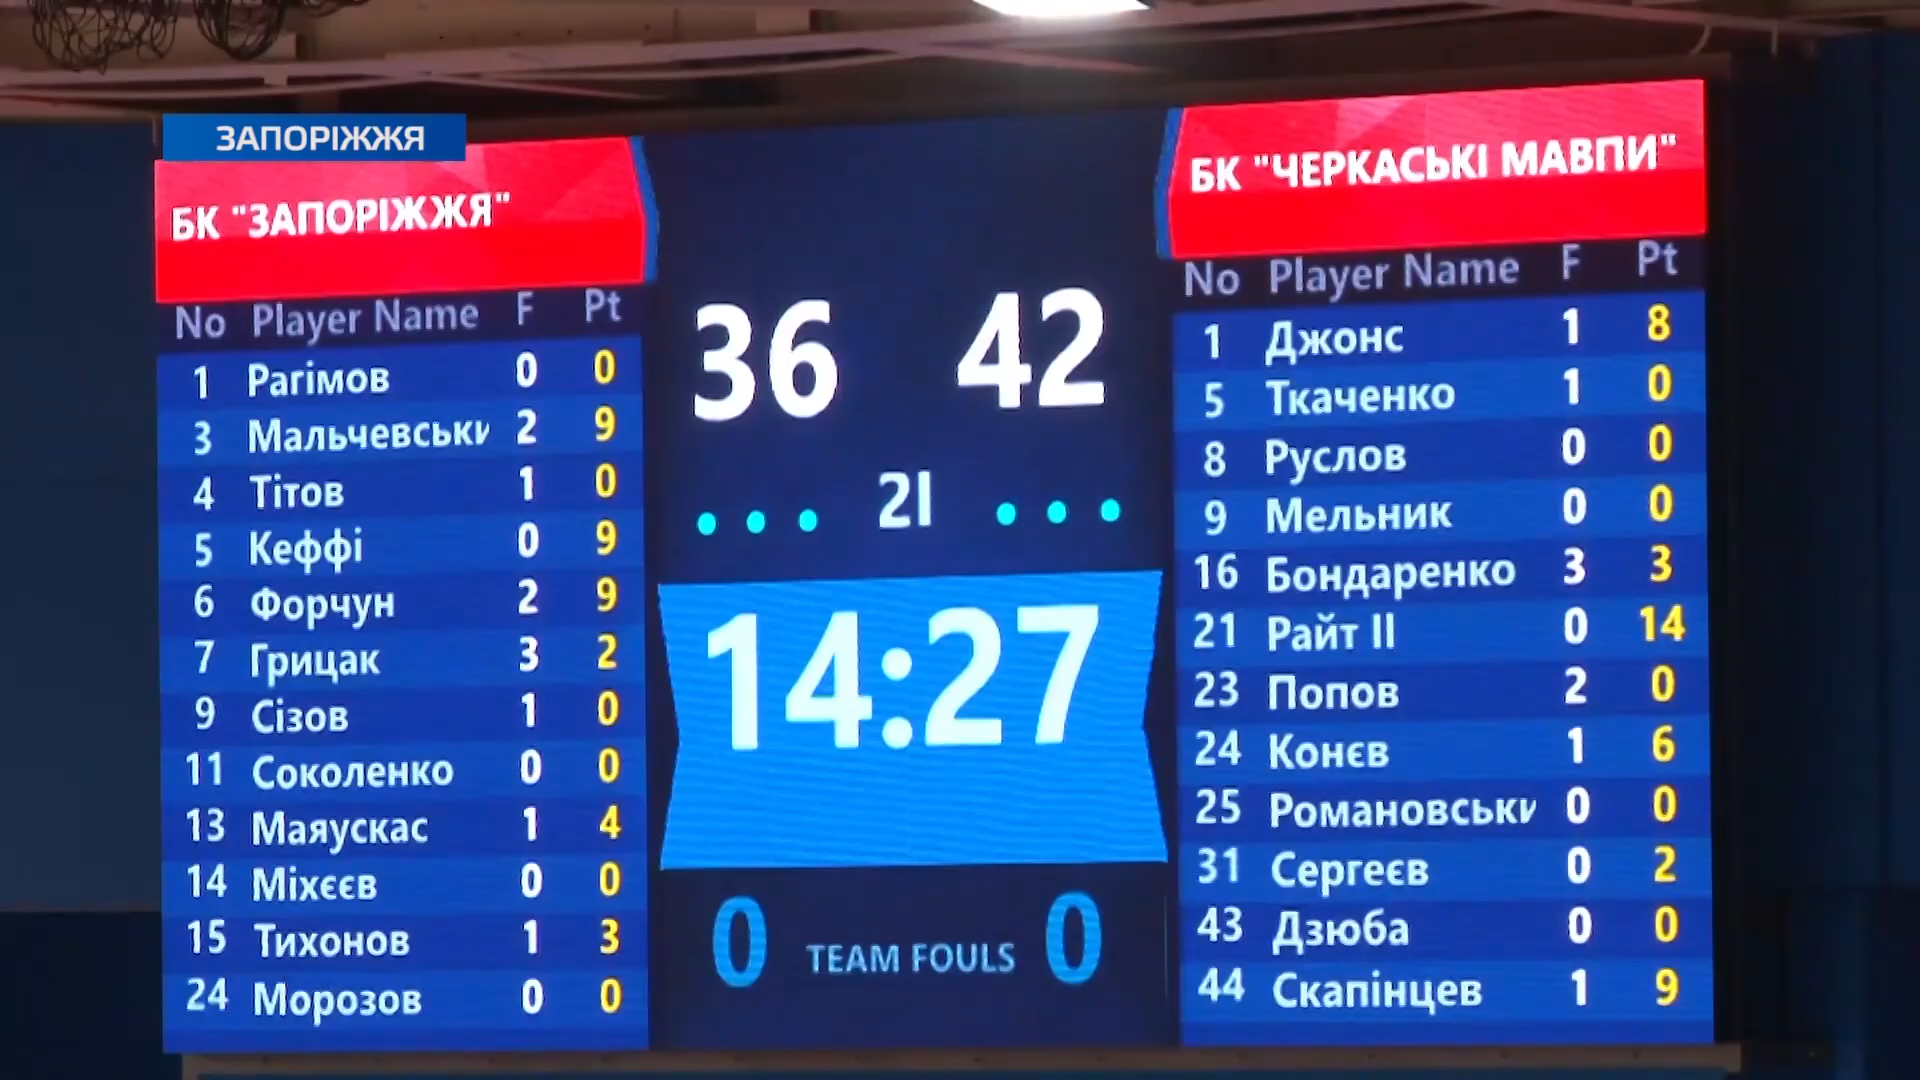 ЗАПОРІЖЖЯ
БК "ЗАПОРІЖЖЯ"
No Player Name F Pt
1 Рагімов 0 0
3 Мальчевськи 2 9
4 Тітов 1 0
5 Кеффі 0 9
6 Форчун 2 9
7 Грицак 3 2
9 Сізов 1 0
11 Соколенко 0 0
13 Маяускас 1 4
14 Міхєєв 0 0
15 Тихонов 1 3
24 Морозов 0 0
36 42
2I
14:27
0 TEAM FOULS 0
БК "ЧЕРКАСЬКІ МАВПИ"
No Player Name F Pt
1 Джонс 1 8
5 Ткаченко 1 0
8 Руслов 0 0
9 Мельник 0 0
16 Бондаренко 3 3
21 Райт II 0 14
23 Попов 2 0
24 Конєв 1 6
25 Романовськи 0 0
31 Сергеєв 0 2
43 Дзюба 0 0
44 Скапінцев 1 9